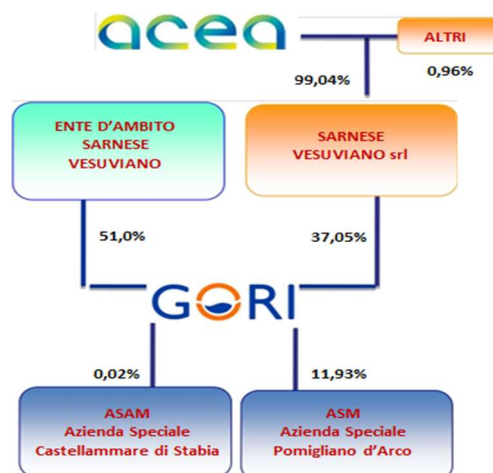 acea
ALTRI
99,04%
0,96%
ENTE D'AMBITO
SARNESE
VESUVIANO
SARNESE
VESUVIANO srl
51,0%
37,05%
GORI
0,02%
11,93%
ASAM
Azienda Speciale
Castellammare di Stabia
ASM
Azienda Speciale
Pomigliano d'Arco